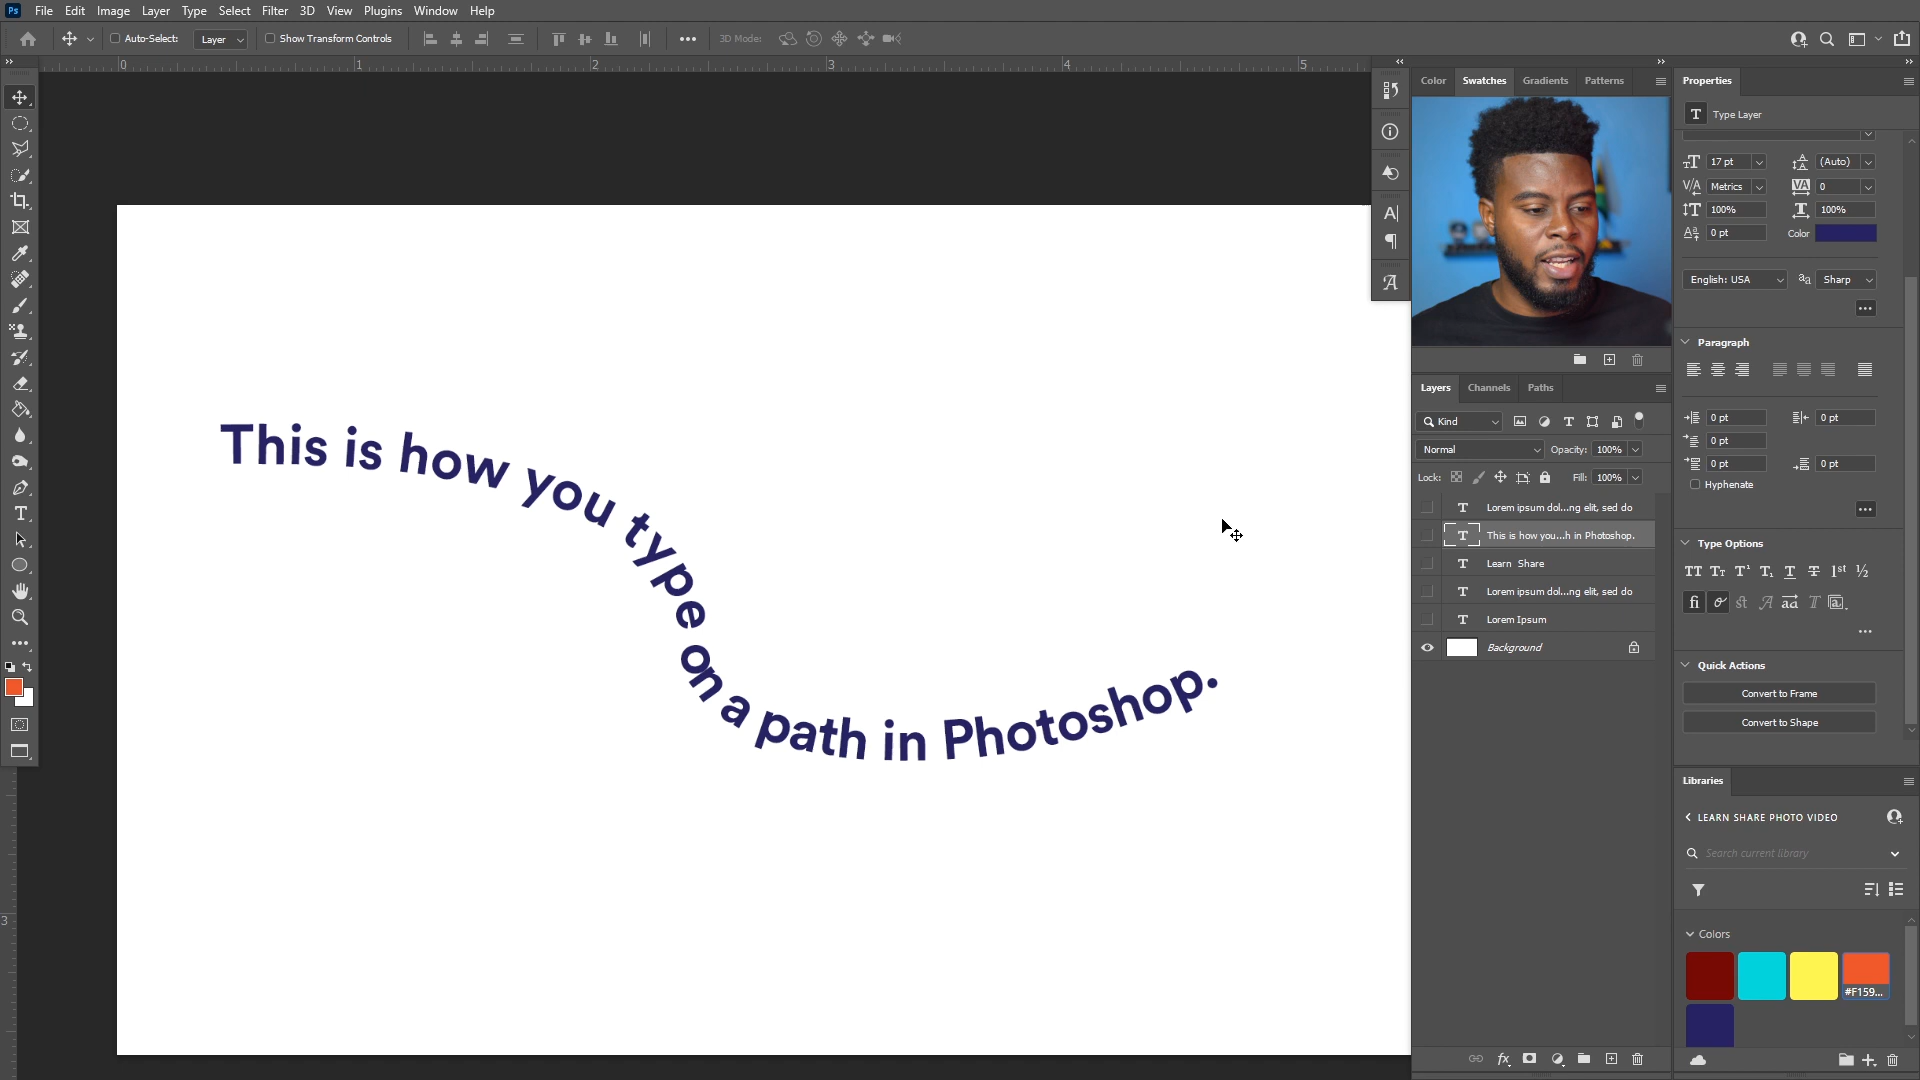 Ps File Edit Image Layer Type Select Filter 3D View Plugins Window Help
Auto-Select: Layer Show Transform Controls 3D Mode:
0 1 2 3 4 5
3
This is how you type on a path in Photoshop.
Color Swatches Gradients Patterns
Layers Channels Paths
Kind
Normal Opacity: 100%
Lock: Fill: 100%
Lorem ipsum dol...ng elit, sed do
This is how you...h in Photoshop.
Learn Share
Lorem ipsum dol...ng elit, sed do
Lorem Ipsum
Background
Properties
Type Layer
17 pt (Auto)
Metrics 0
100% 100%
0 pt Color
English: USA Sharp
Paragraph
0 pt 0 pt
0 pt
0 pt 0 pt
Hyphenate
Type Options
Quick Actions
Convert to Frame
Convert to Shape
Libraries
LEARN SHARE PHOTO VIDEO
Search current library
Colors
#F159...